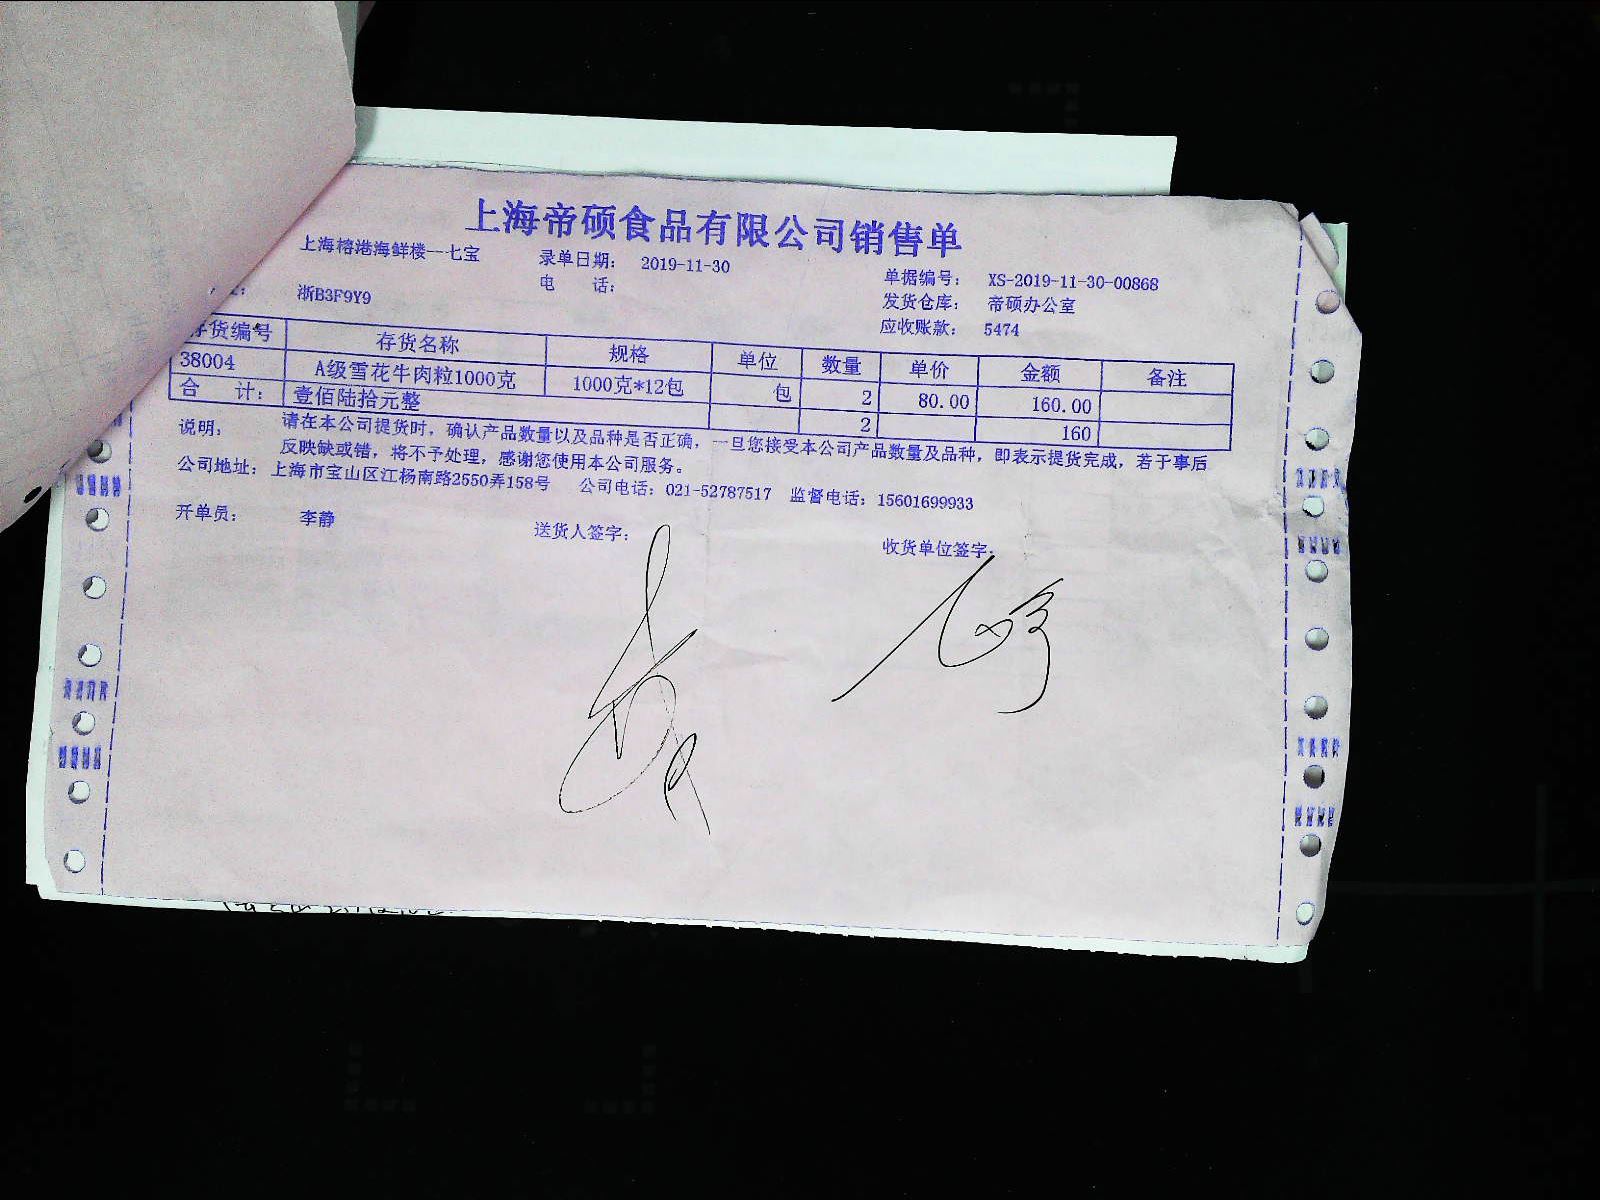 上海帝硕食品有限公司销售单
上海榕港海鲜楼--七宝 录单日期: 2019-11-30 单据编号: XS-2019-11-30-00868
电 话: 发货仓库: 帝硕办公室
浙B3F9Y9 应收账款: 5474
存货编号 存货名称 规格 单位 数量 单价 金额 备注
38004 A级雪花牛肉粒1000克 1000克*12包 包 2 80.00 160.00
合 计: 壹佰陆拾元整 2 160
说明: 请在本公司提货时，确认产品数量以及品种是否正确，一旦您接受本公司产品数量及品种，即表示提货完成，若于事后
反映缺或错，将不予处理，感谢您使用本公司服务。
公司地址: 上海市宝山区江杨南路2550弄158号 公司电话: 021-52787517 监督电话: 15601699933
开单员: 李静 送货人签字: 收货单位签字: